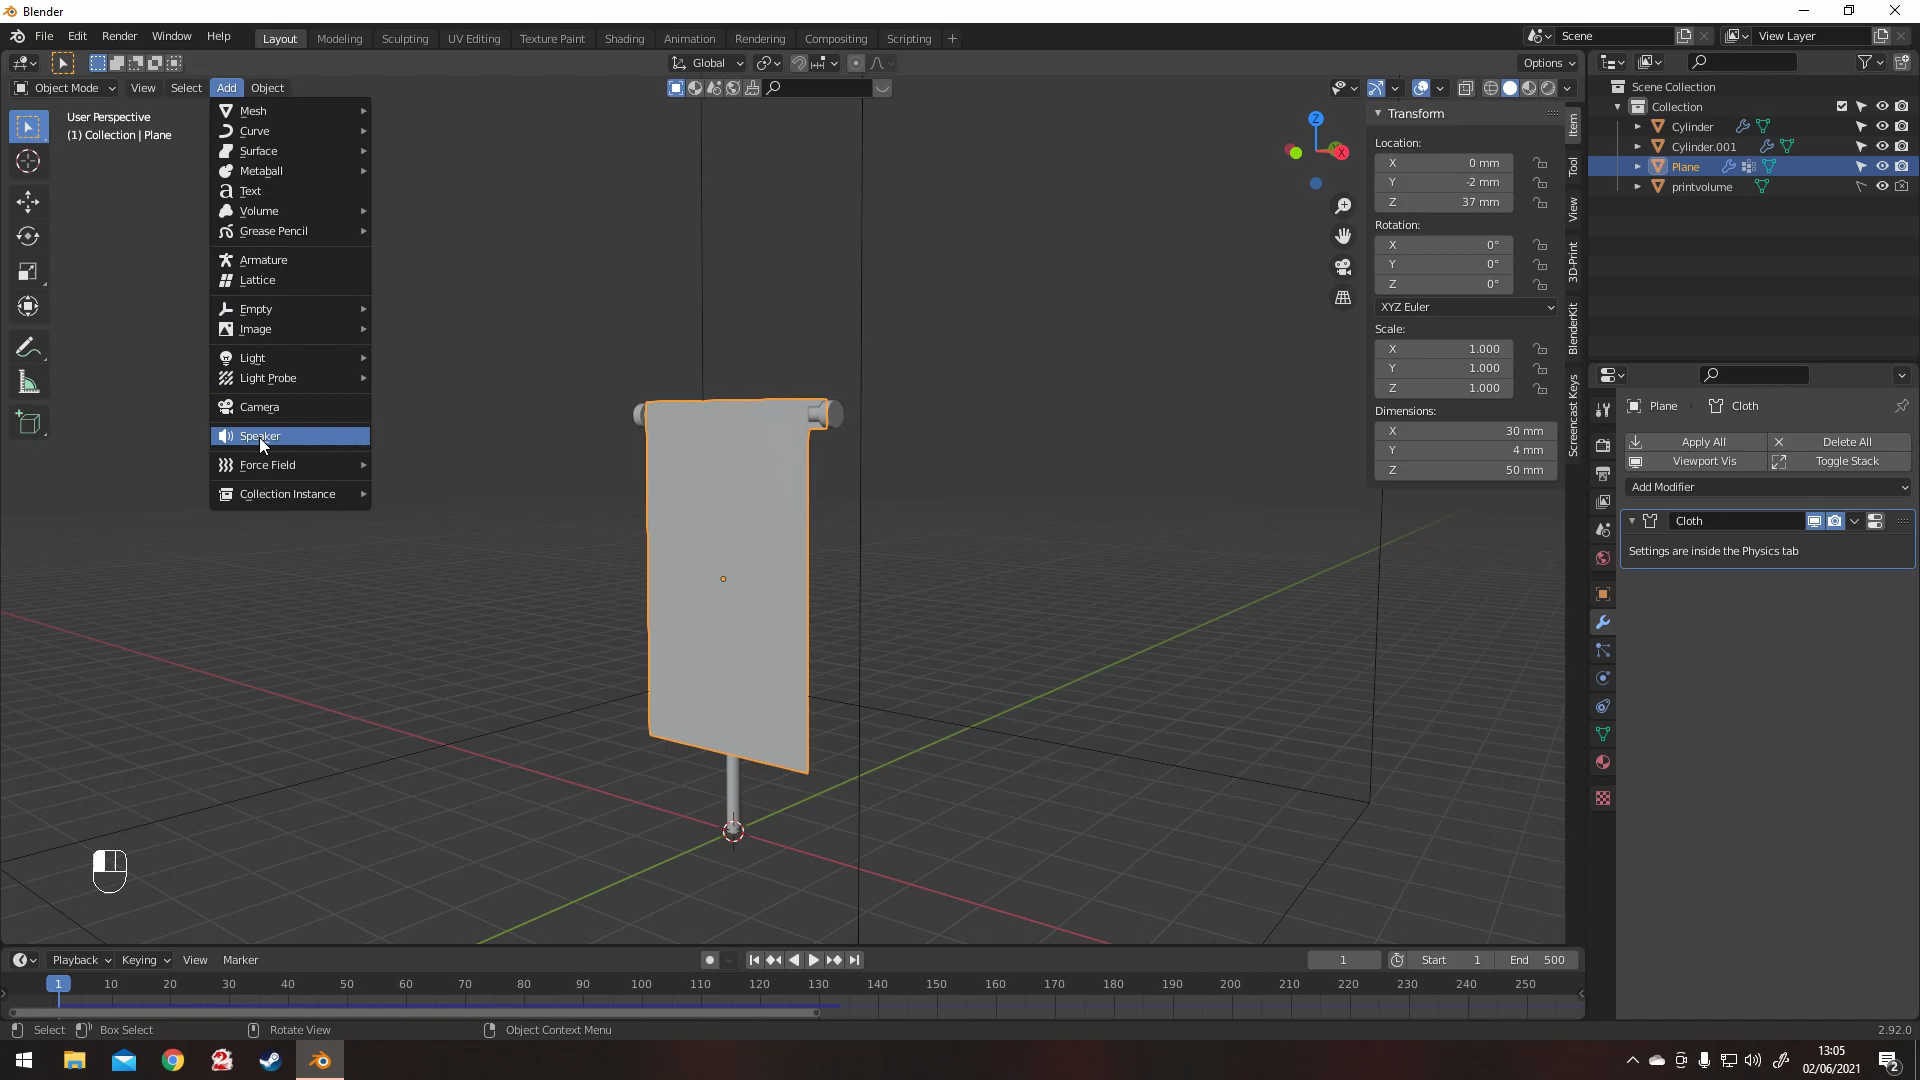 Blender
File Edit Render Window Help
Layout Modeling Sculpting UV Editing Texture Paint Shading Animation Rendering Compositing Scripting +
Scene
View Layer
Global
Options
Object Mode View Select Add Object
User Perspective
(1) Collection | Plane
Mesh
Curve
Surface
Metaball
Text
Volume
Grease Pencil
Armature
Lattice
Empty
Image
Light
Light Probe
Camera
Speaker
Force Field
Collection Instance
Z
X
Y
Transform
Location:
X 0 mm
Y -2 mm
Z 37 mm
Rotation:
X 0°
Y 0°
Z 0°
XYZ Euler
Scale:
X 1.000
Y 1.000
Z 1.000
Dimensions:
X 30 mm
Y 4 mm
Z 50 mm
Item
Tool
View
3D-Print
BlenderKit
Screencast Keys
Scene Collection
Collection
Cylinder
Cylinder.001
Plane
printvolume
Plane Cloth
Apply All Delete All
Viewport Vis Toggle Stack
Add Modifier
Cloth
Settings are inside the Physics tab
Playback Keying View Marker
1 Start 1 End 500
1 10 20 30 40 50 60 70 80 90 100 110 120 130 140 150 160 170 180 190 200 210 220 230 240 250
Select Box Select Rotate View Object Context Menu 2.92.0
13:05
02/06/2021
2